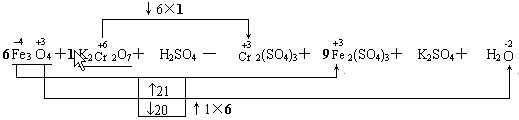 ↓ 6×1
−4 +3 +6 +3 +3 -2
6Fe₃O₄+1K₂Cr₂O₇+ H₂SO₄ — Cr₂(SO₄)₃+ 9Fe₂(SO₄)₃+ K₂SO₄+ H₂O
↑21
↓20 ↑1×6